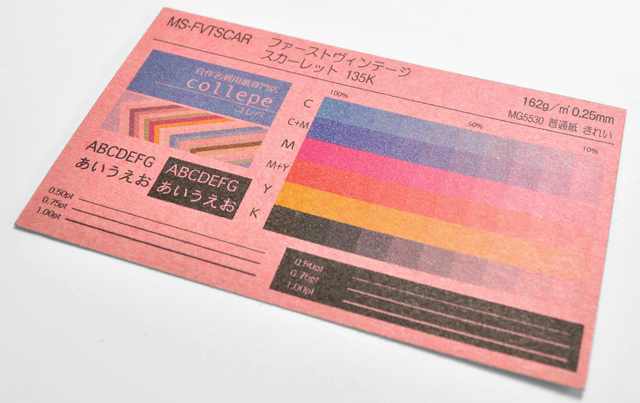 MS-FVTSCAR ファーストヴィンテージ
スカーレット 135K
162g/㎡ 0.25mm
MG5530 普通紙 きれい
自作名刺用紙専門店
collepe
コレペ
ABCDEFG
あいうえお
ABCDEFG
あいうえお
0.50pt
0.75pt
1.00pt
100%
50%
10%
C
C+M
M
M+Y
Y
K
0.50pt
0.75pt
1.00pt